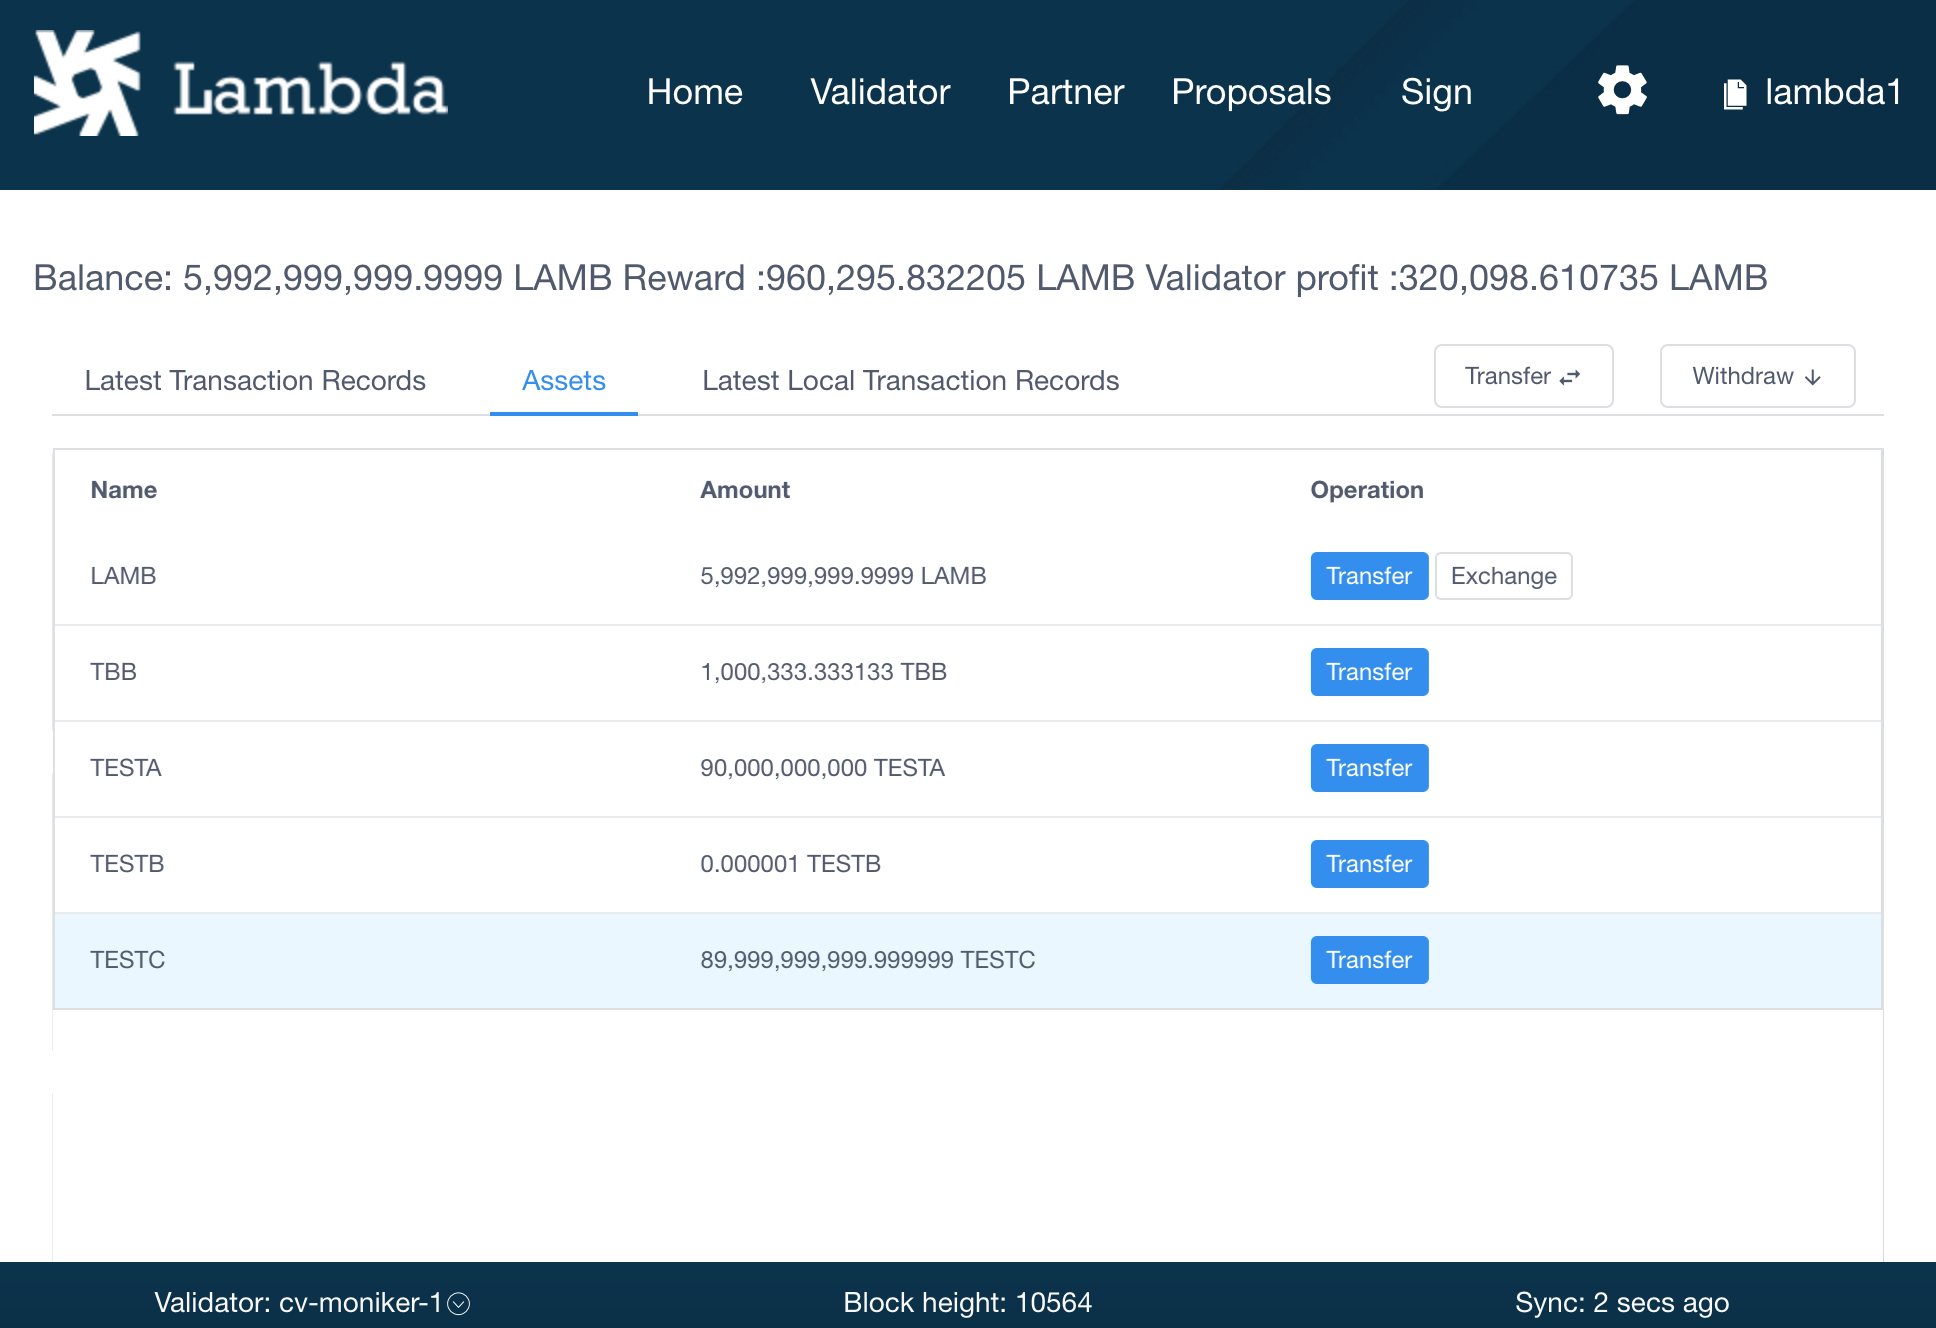 Lambda
Home Validator Partner Proposals Sign lambda1
Balance: 5,992,999,999.9999 LAMB Reward :960,295.832205 LAMB Validator profit :320,098.610735 LAMB
Latest Transaction Records Assets Latest Local Transaction Records Transfer Withdraw
Name Amount Operation
LAMB 5,992,999,999.9999 LAMB Transfer Exchange
TBB 1,000,333.333133 TBB Transfer
TESTA 90,000,000,000 TESTA Transfer
TESTB 0.000001 TESTB Transfer
TESTC 89,999,999,999.999999 TESTC Transfer
Validator: cv-moniker-1 Block height: 10564 Sync: 2 secs ago